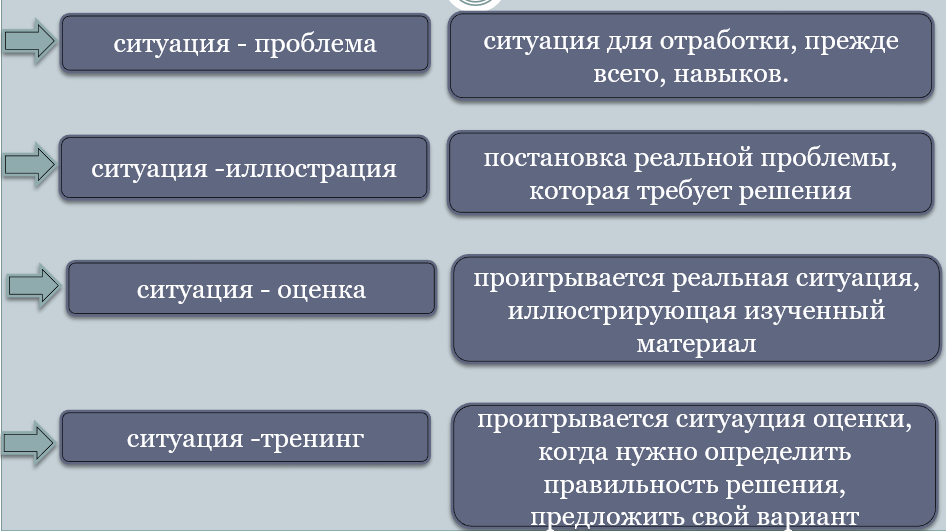 ситуация - проблема
ситуация для отработки, прежде
всего, навыков.
ситуация -иллюстрация
постановка реальной проблемы,
которая требует решения
ситуация - оценка
проигрывается реальная ситуация,
иллюстрирующая изученный
материал
ситуация -тренинг
проигрывается ситуауция оценки,
когда нужно определить
правильность решения,
предложить свой вариант